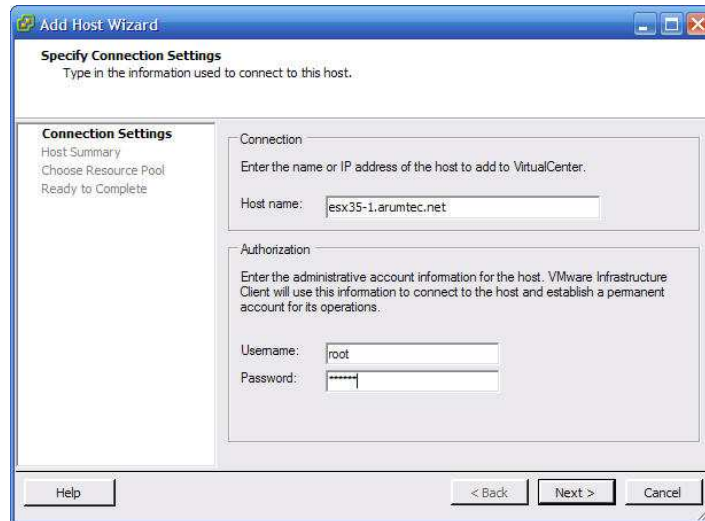 Add Host Wizard
Specify Connection Settings
Type in the information used to connect to this host.
Connection Settings
Host Summary
Choose Resource Pool
Ready to Complete
Connection
Enter the name or IP address of the host to add to VirtualCenter.
Host name: esx35-1.arumtec.net
Authorization
Enter the administrative account information for the host. VMware Infrastructure
Client will use this information to connect to the host and establish a permanent
account for its operations.
Username: root
Password: ******
Help
< Back
Next >
Cancel